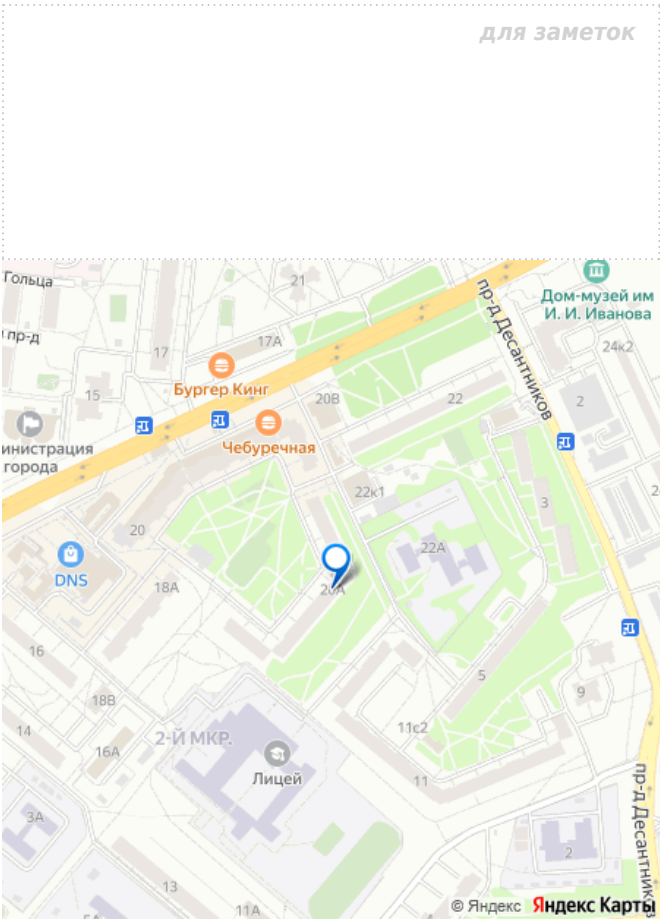 для заметок
Гольца
пр-д
21
пр-д Десантников
Дом-музей им
И. И. Иванова
17А
17
24к2
Бургер Кинг
15
20В
22
2
Чебуречная
министрация
города
22к1
3
20
22А
DNS
18А
20А
16
5
9
18В
11с2
14
2-Й МКР.
16А
Лицей
11
пр-д Десантников
3А
2
13
11А
© Яндекс Яндекс Карты